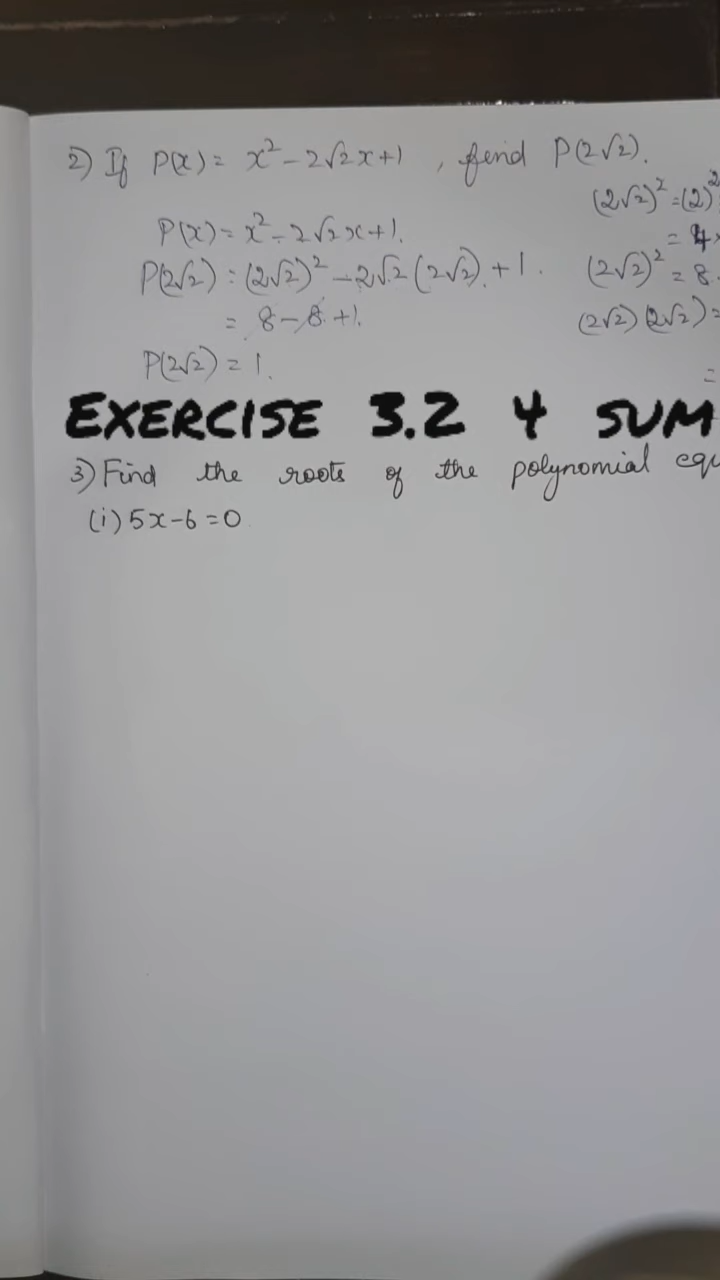 2) If P(x) = x² - 2√2x + 1 , find P(2√2).
(2√2)² = (2)²
P(x) = x² - 2√2x + 1.
= 4×
P(2√2) = (2√2)² - 2√2 (2√2) + 1.
(2√2)² = 8.
= 8 - 8 + 1.
(2√2)(2√2) =
P(2√2) = 1.
=
EXERCISE 3.2 4 SUM
3) Find the roots of the polynomial equ
(i) 5x - 6 = 0